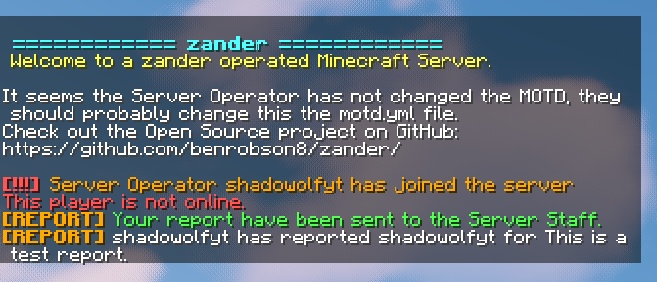 ============ zander ============
Welcome to a zander operated Minecraft Server.
It seems the Server Operator has not changed the MOTD, they
should probably change this the motd.yml file.
Check out the Open Source project on GitHub:
https://github.com/benrobson8/zander/
[!!!] Server Operator shadowolfyt has joined the server
This player is not online.
[REPORT] Your report have been sent to the Server Staff.
[REPORT] shadowolfyt has reported shadowolfyt for This is a
test report.